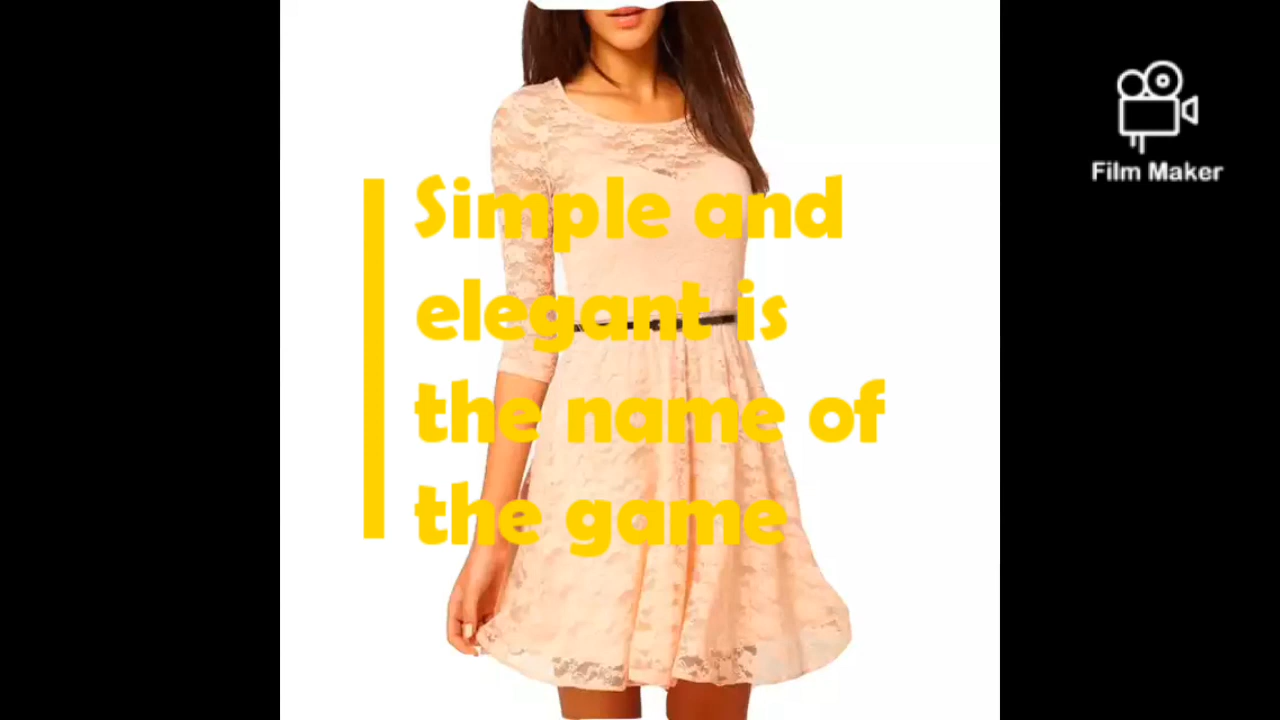 Simple and
elegant is
the name of
the game
Film Maker